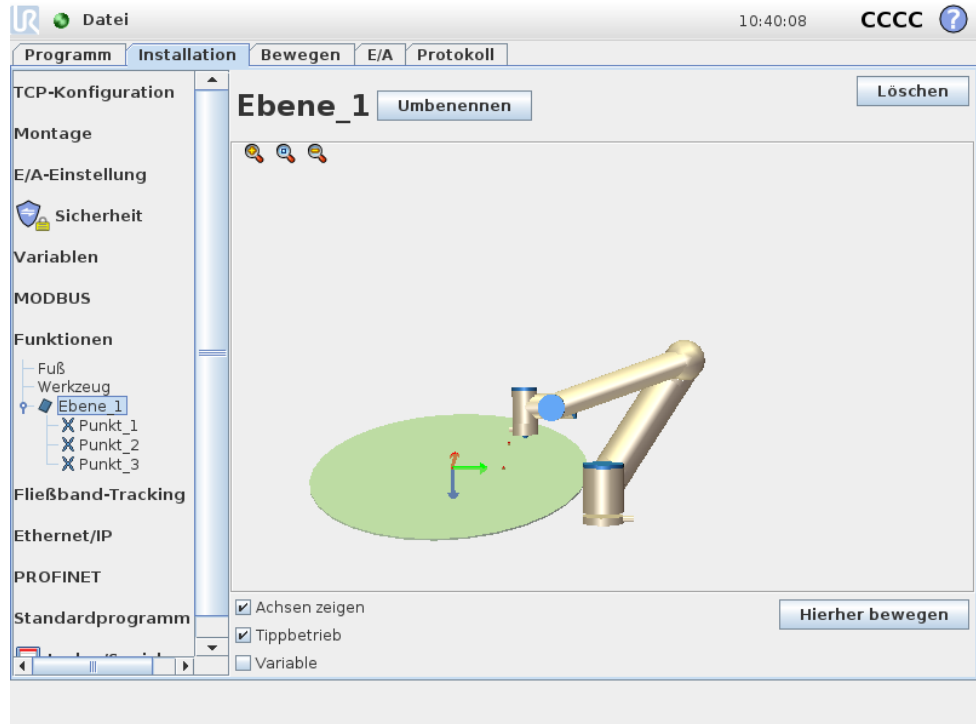 UR Datei 10:40:08 CCCC ?
Programm Installation Bewegen E/A Protokoll
TCP-Konfiguration
Montage
E/A-Einstellung
Sicherheit
Variablen
MODBUS
Funktionen
Fuß
Werkzeug
Ebene_1
Punkt_1
Punkt_2
Punkt_3
Fließband-Tracking
Ethernet/IP
PROFINET
Standardprogramm
Ebene_1 Umbenennen Löschen
Achsen zeigen
Tippbetrieb
Variable
Hierher bewegen